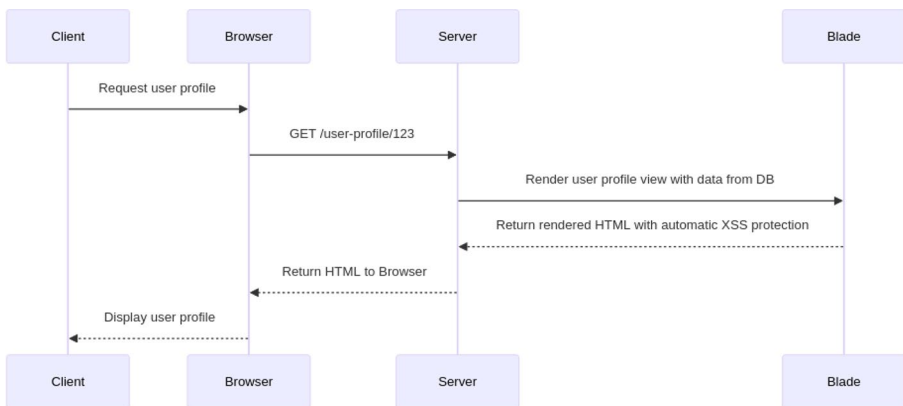 Client
Browser
Server
Blade
Request user profile
GET /user-profile/123
Render user profile view with data from DB
Return rendered HTML with automatic XSS protection
Return HTML to Browser
Display user profile
Client
Browser
Server
Blade